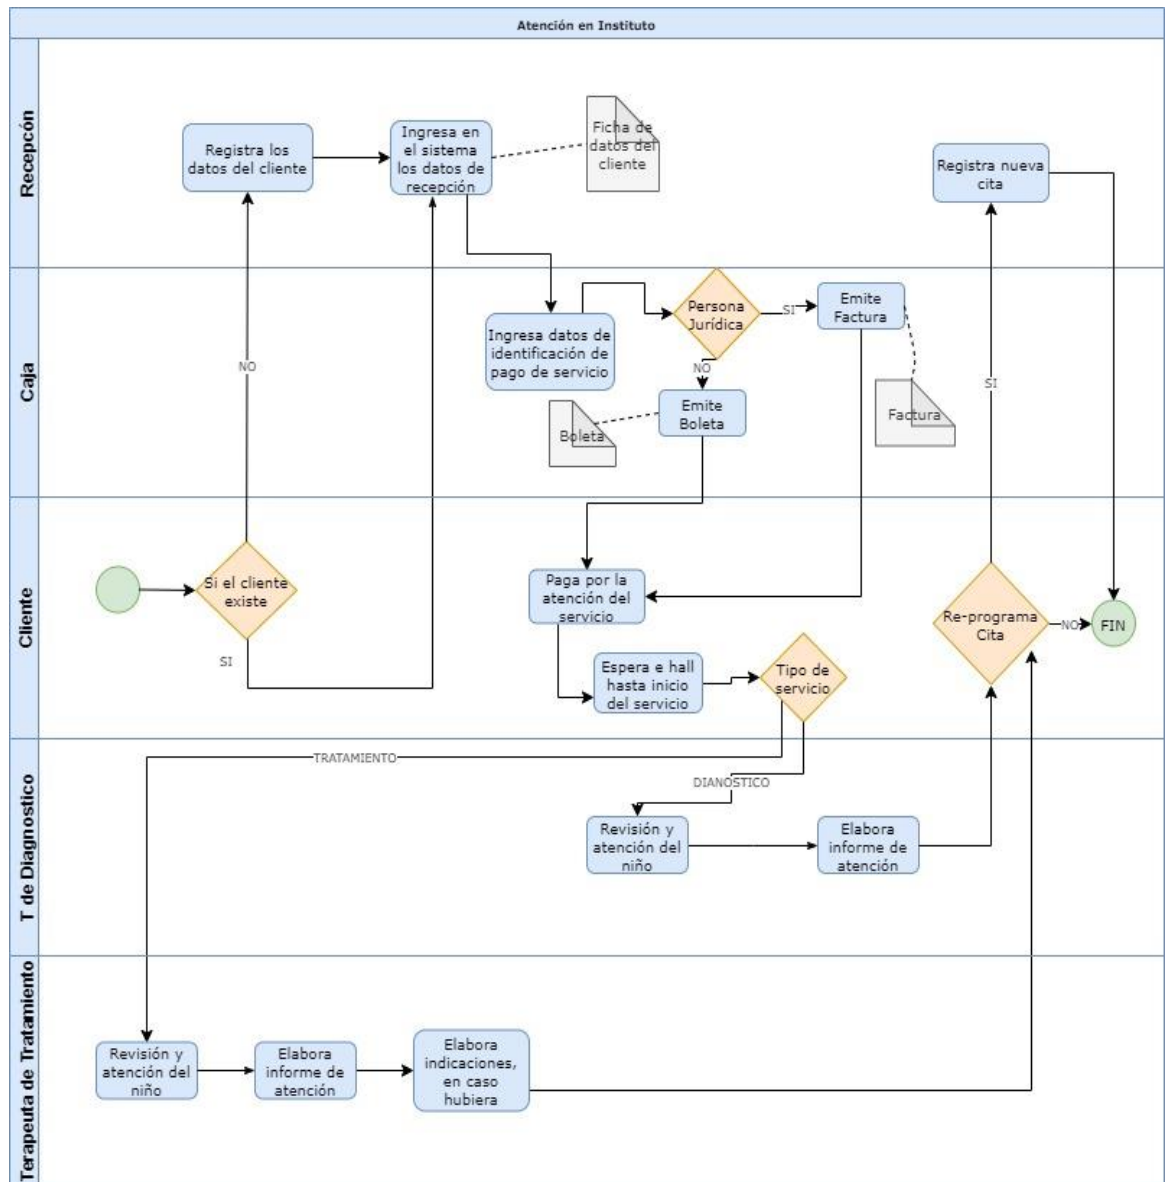 Atención en Instituto
Recepcón
Registra los
datos del cliente
Ingresa en
el sistema
los datos de
recepción
Ficha de
datos del
cliente
Registra nueva
cita
Caja
Ingresa datos de
identificación de
pago de servicio
Persona
Jurídica
SI
Emite
Factura
NO
Emite
Boleta
Boleta
Factura
NO
SI
Cliente
Si el cliente
existe
SI
Paga por la
atención del
servicio
Espera e hall
hasta inicio
del servicio
Tipo de
servicio
Re-programa
Cita
NO
FIN
T de Diagnostico
TRATAMIENTO
DIANOSTICO
Revisión y
atención del
niño
Elabora
informe de
atención
Terapeuta de Tratamiento
Revisión y
atención del
niño
Elabora
informe de
atención
Elabora
indicaciones,
en caso
hubiera